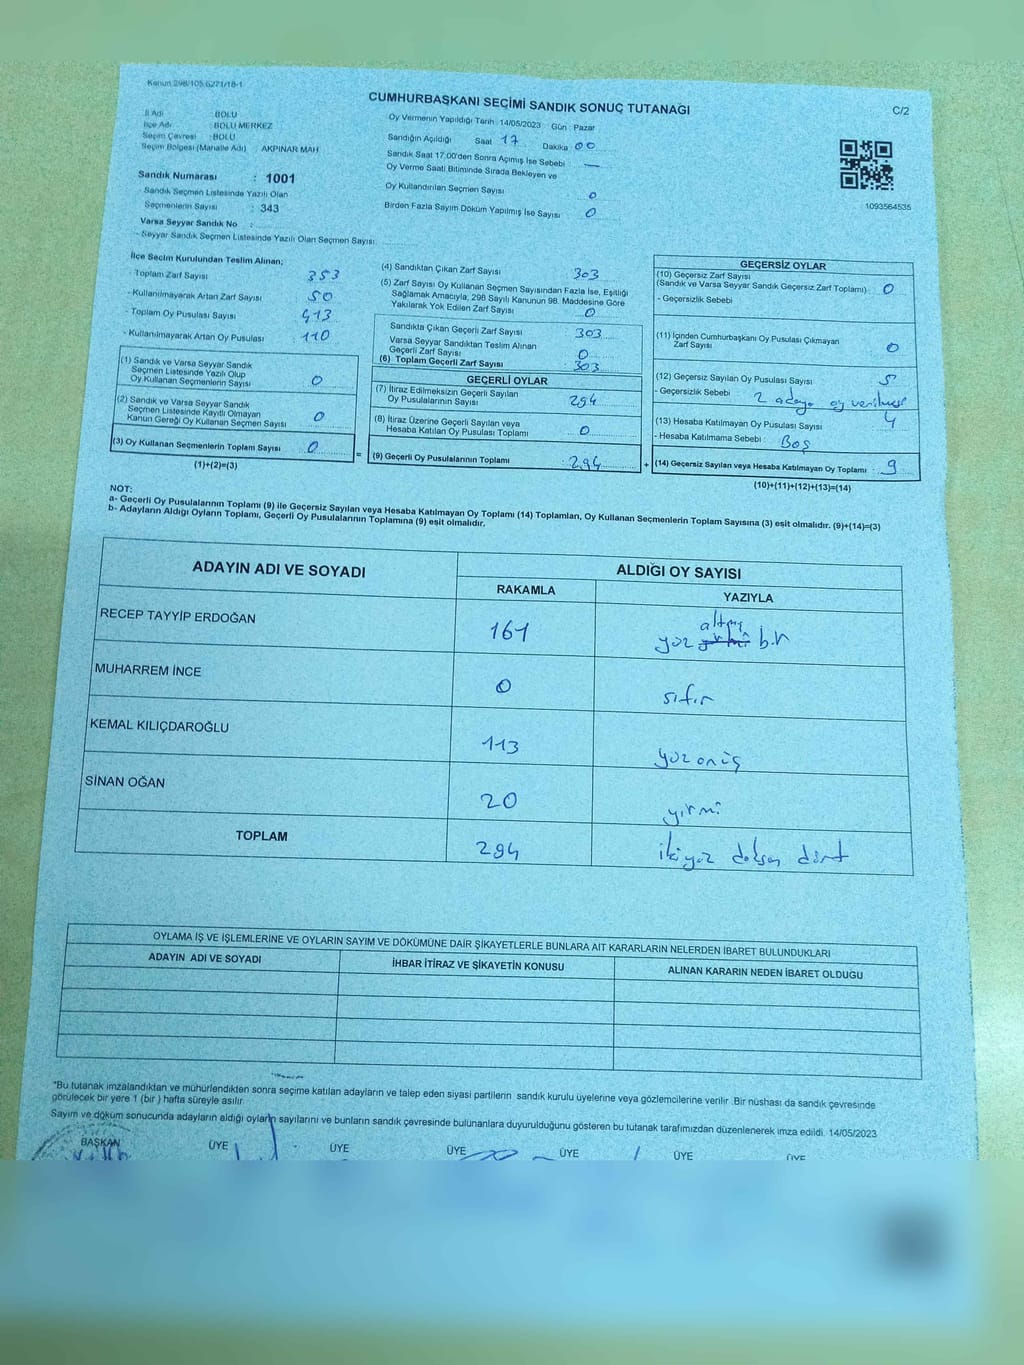 Kanun 298/105 6271/18-1
CUMHURBAŞKANI SEÇİMİ SANDIK SONUÇ TUTANAĞI
C/2
İl Adı : BOLU
İlçe Adı : BOLU MERKEZ
Seçim Çevresi : BOLU
Seçim Bölgesi (Mahalle Adı) : AKPINAR MAH
Sandık Numarası : 1001
Sandık Seçmen Listesinde Yazılı Olan
Seçmenlerin Sayısı : 343
Varsa Seyyar Sandık No :
- Seyyar Sandık Seçmen Listesinde Yazılı Olan Seçmen Sayısı:
Oy Vermenin Yapıldığı Tarih : 14/05/2023 Gün : Pazar
Sandığın Açıldığı Saat 17 Dakika 00
Sandık Saat 17:00'den Sonra Açımış İse Sebebi : —
Oy Verme Saati Bitiminde Sırada Bekleyen ve
Oy Kullandırılan Seçmen Sayısı 0
Birden Fazla Sayım Döküm Yapılmış İse Sayısı 0
1093564535
İlçe Seçim Kurulundan Teslim Alınan;
- Toplam Zarf Sayısı 353
- Kullanılmayarak Artan Zarf Sayısı 50
- Toplam Oy Pusulası Sayısı 413
- Kullanılmayarak Artan Oy Pusulası 110
(1) Sandık ve Varsa Seyyar Sandık
Seçmen Listesinde Yazılı Olup
Oy Kullanan Seçmenlerin Sayısı 0
(2) Sandık ve Varsa Seyyar Sandık
Seçmen Listesinde Kayıtlı Olmayan
Kanun Gereği Oy Kullanan Seçmen Sayısı 0
(3) Oy Kullanan Seçmenlerin Toplam Sayısı 0
(1)+(2)=(3)
(4) Sandıktan Çıkan Zarf Sayısı 303
(5) Zarf Sayısı Oy Kullanan Seçmen Sayısından Fazla İse, Eşitliği
Sağlamak Amacıyla, 298 Sayılı Kanunun 98. Maddesine Göre
Yakılarak Yok Edilen Zarf Sayısı 0
Sandıkta Çıkan Geçerli Zarf Sayısı 303
Varsa Seyyar Sandıktan Teslim Alınan
Geçerli Zarf Sayısı 0
(6) Toplam Geçerli Zarf Sayısı 303
GEÇERLİ OYLAR
(7) İtiraz Edilmeksizin Geçerli Sayılan
Oy Pusulalarının Sayısı 294
(8) İtiraz Üzerine Geçerli Sayılan veya
Hesaba Katılan Oy Pusulası Toplamı 0
= (9) Geçerli Oy Pusulalarının Toplamı 294 +
GEÇERSİZ OYLAR
(10) Geçersiz Zarf Sayısı
(Sandık ve Varsa Seyyar Sandık Geçersiz Zarf Toplamı) : 0
- Geçersizlik Sebebi
(11) İçinden Cumhurbaşkanı Oy Pusulası Çıkmayan
Zarf Sayısı 0
(12) Geçersiz Sayılan Oy Pusulası Sayısı 5
- Geçersizlik Sebebi : 2 adaya oy verilmesi
(13) Hesaba Katılmayan Oy Pusulası Sayısı 4
- Hesaba Katılmama Sebebi : Boş
(14) Geçersiz Sayılan veya Hesaba Katılmayan Oy Toplamı : 9
(10)+(11)+(12)+(13)=(14)
NOT:
a- Geçerli Oy Pusulalarının Toplamı (9) ile Geçersiz Sayılan veya Hesaba Katılmayan Oy Toplamı (14) Toplamları, Oy Kullanan Seçmenlerin Toplam Sayısına (3) eşit olmalıdır. (9)+(14)=(3)
b- Adayların Aldığı Oyların Toplamı, Geçerli Oy Pusulalarının Toplamına (9) eşit olmalıdır.
ADAYIN ADI VE SOYADI
ALDIĞI OY SAYISI
RAKAMLA YAZIYLA
altmış
RECEP TAYYİP ERDOĞAN 161 yüz bir
MUHARREM İNCE 0 sıfır
KEMAL KILIÇDAROĞLU 113 yüz onüç
SİNAN OĞAN 20 yirmi
TOPLAM 294 ikiyüz doksan dört
OYLAMA İŞ VE İŞLEMLERİNE VE OYLARIN SAYIM VE DÖKÜMÜNE DAİR ŞİKAYETLERLE BUNLARA AİT KARARLARIN NELERDEN İBARET BULUNDUKLARI
ADAYIN ADI VE SOYADI İHBAR İTİRAZ VE ŞİKAYETİN KONUSU ALINAN KARARIN NEDEN İBARET OLDUGU
"Bu tutanak imzalandıktan ve mühürlendikten sonra seçime katılan adayların ve talep eden siyasi partilerin sandık kurulu üyelerine veya gözlemcilerine verilir .Bir nüshası da sandık çevresinde
görülecek bir yere 1 (bir ) hafta süreyle asılır.
Sayım ve döküm sonucunda adayların aldığı oyların sayılarını ve bunların sandık çevresinde bulunanlara duyurulduğunu gösteren bu tutanak tarafımızdan düzenlenerek imza edildi. 14/05/2023
BAŞKAN ÜYE ÜYE ÜYE ÜYE ÜYE ÜYE